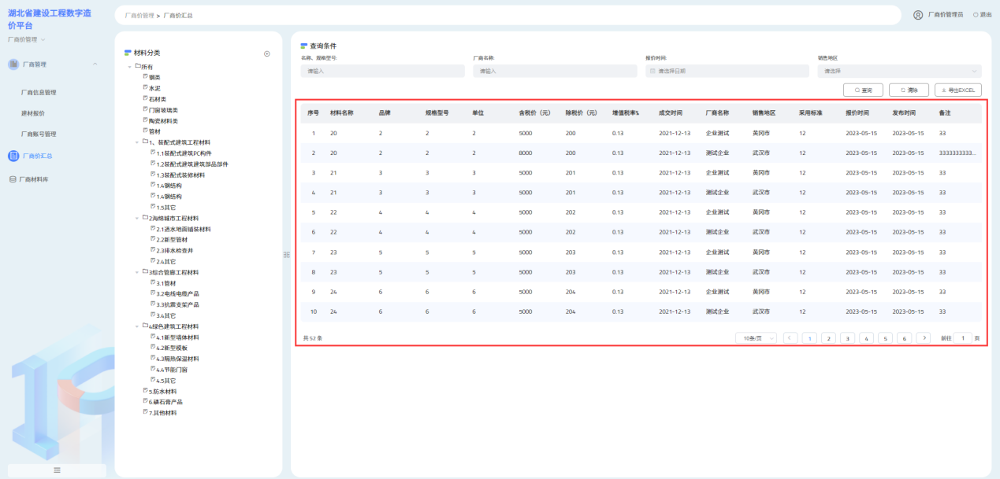 湖北省建设工程数字造
价平台
厂商价管理
厂商管理
厂商信息管理
建材报价
厂商账号管理
厂商价汇总
厂商材料库
厂商价管理 > 厂商价汇总
厂商价管理员 退出
材料分类
所有
钢类
水泥
石材类
门窗玻璃类
陶瓷材料类
管材
1、装配式建筑工程材料
1.1装配式建筑PC构件
1.2装配式建筑建筑部品部件
1.3装配式装修材料
1.4钢结构
1.4钢结构
1.5其它
2海绵城市工程材料
2.1透水地面铺装材料
2.2新型管材
2.3排水检查井
2.4其它
3综合管廊工程材料
3.1管材
3.2电线电缆产品
3.3抗震支架产品
3.4其它
4绿色建筑工程材料
4.1新型墙体材料
4.2新型模板
4.3隔热保温材料
4.4节能门窗
4.5其它
5.防水材料
6.磷石膏产品
7.其他材料
查询条件
名称、规格型号: 厂商名称: 报价时间: 销售地区
请输入 请输入 请选择日期 请选择
查询 清除 导出EXCEL
序号 材料名称 品牌 规格型号 单位 含税价（元） 除税价（元） 增值税率% 成交时间 厂商名称 销售地区 采用标准 报价时间 发布时间 备注
1 20 2 2 2 5000 200 0.13 2021-12-13 企业测试 黄冈市 12 2023-05-15 2023-05-15 33
2 20 2 2 2 8000 200 0.13 2021-12-13 测试企业 武汉市 12 2023-05-15 2023-05-15 3333333333...
3 21 3 3 3 5000 201 0.13 2021-12-13 企业测试 黄冈市 12 2023-05-15 2023-05-15 33
4 21 3 3 3 5000 201 0.13 2021-12-13 测试企业 武汉市 12 2023-05-15 2023-05-15 33
5 22 4 4 4 5000 202 0.13 2021-12-13 企业测试 黄冈市 12 2023-05-15 2023-05-15 33
6 22 4 4 4 5000 202 0.13 2021-12-13 测试企业 武汉市 12 2023-05-15 2023-05-15 33
7 23 5 5 5 5000 203 0.13 2021-12-13 企业测试 黄冈市 12 2023-05-15 2023-05-15 33
8 23 5 5 5 5000 203 0.13 2021-12-13 测试企业 武汉市 12 2023-05-15 2023-05-15 33
9 24 6 6 6 5000 204 0.13 2021-12-13 企业测试 黄冈市 12 2023-05-15 2023-05-15 33
10 24 6 6 6 5000 204 0.13 2021-12-13 测试企业 武汉市 12 2023-05-15 2023-05-15 33
共 52 条 10条/页 < 1 2 3 4 5 6 > 前往 1 页